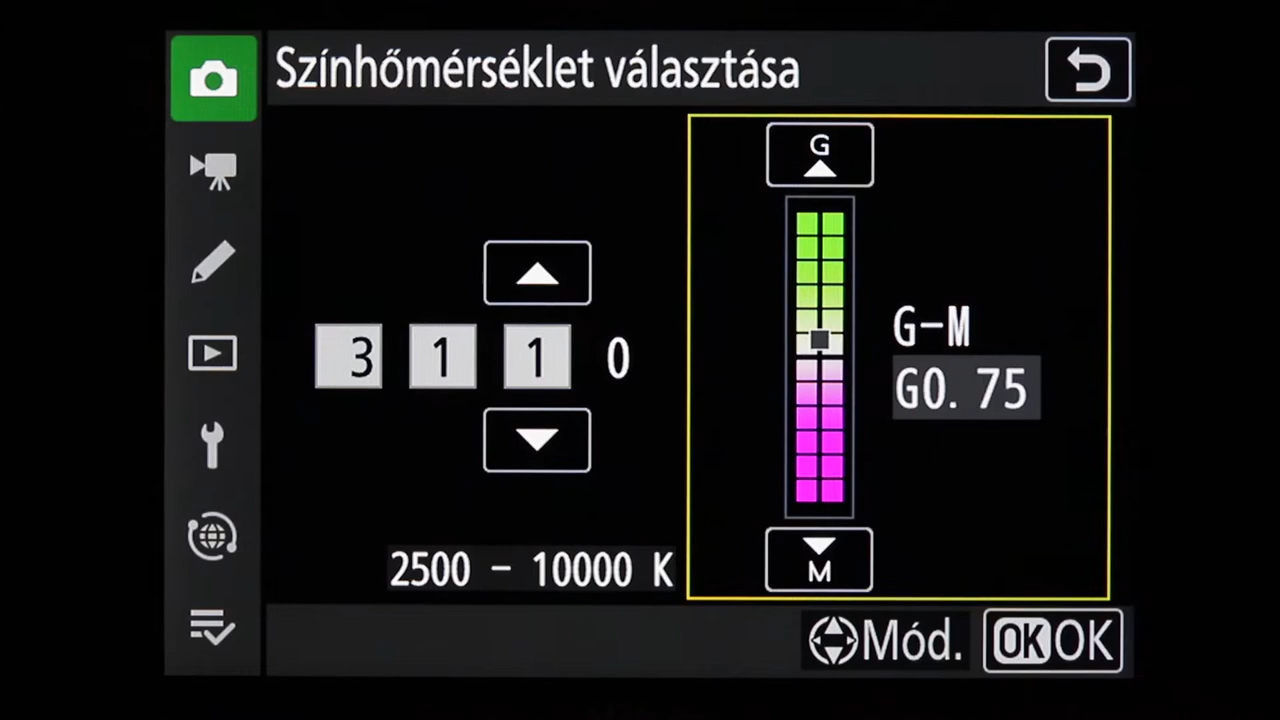 Színhőmérséklet választása
G
3 1 1 0
G-M
G0. 75
2500 - 10000 K
M
Mód. OK OK